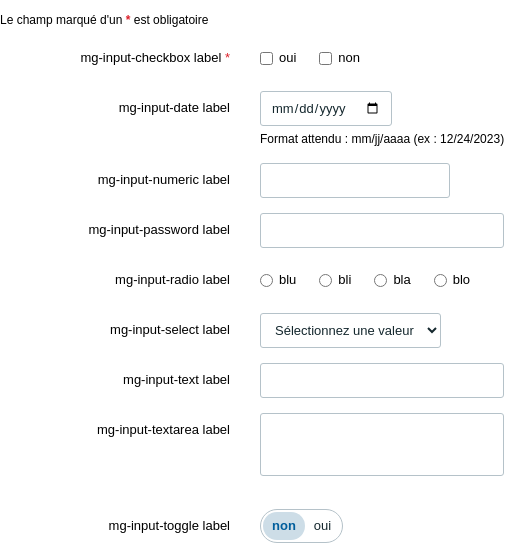 Le champ marqué d'un * est obligatoire
mg-input-checkbox label * oui non
mg-input-date label mm/dd/yyyy
Format attendu : mm/jj/aaaa (ex : 12/24/2023)
mg-input-numeric label
mg-input-password label
mg-input-radio label blu bli bla blo
mg-input-select label Sélectionnez une valeur
mg-input-text label
mg-input-textarea label
mg-input-toggle label non oui